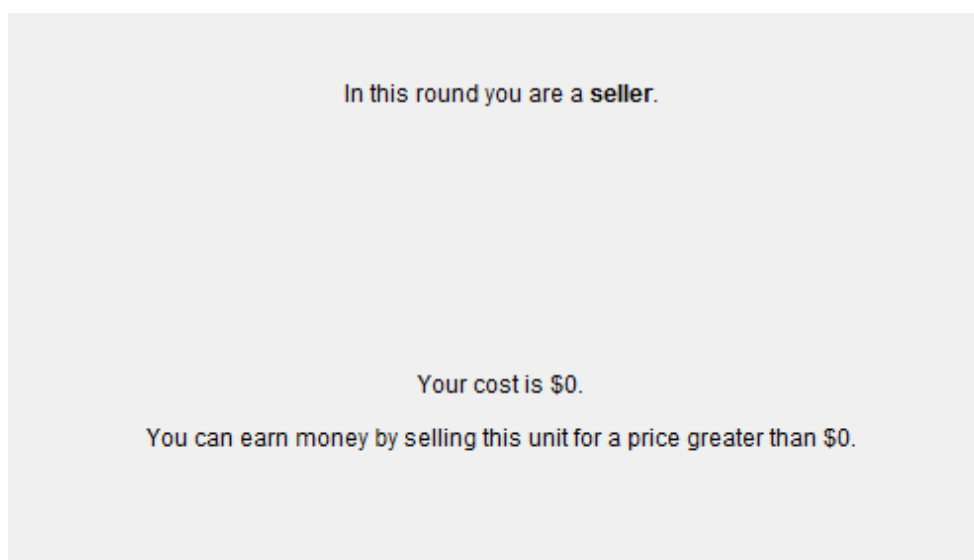 In this round you are a seller.
Your cost is $0.
You can earn money by selling this unit for a price greater than $0.